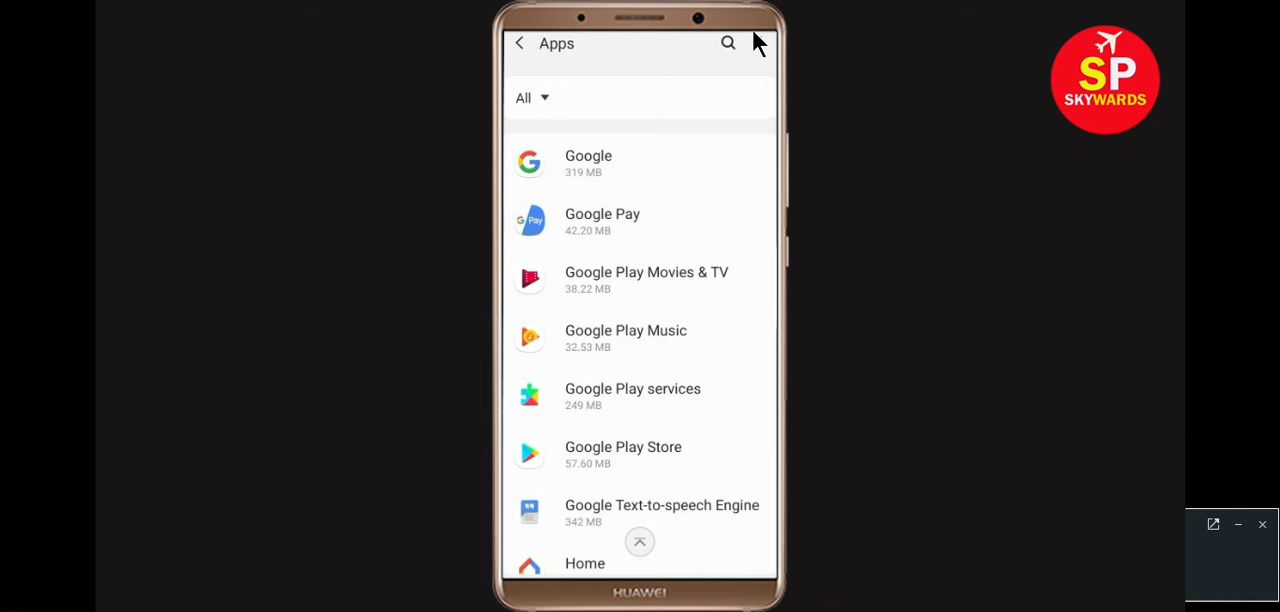 Apps
SP
SKYWARDS
All
Google
319 MB
G Pay
Google Pay
42.20 MB
Google Play Movies & TV
38.22 MB
Google Play Music
32.53 MB
Google Play services
249 MB
Google Play Store
57.60 MB
Google Text-to-speech Engine
342 MB
Home
HUAWEI